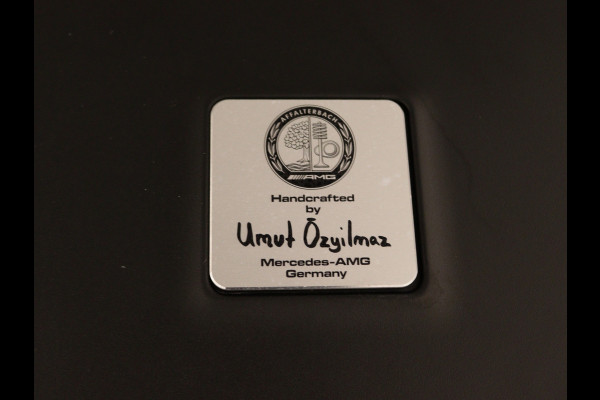 AFFALTERBACH
AMG
Handcrafted
by
Umut Özyilmaz
Mercedes-AMG
Germany